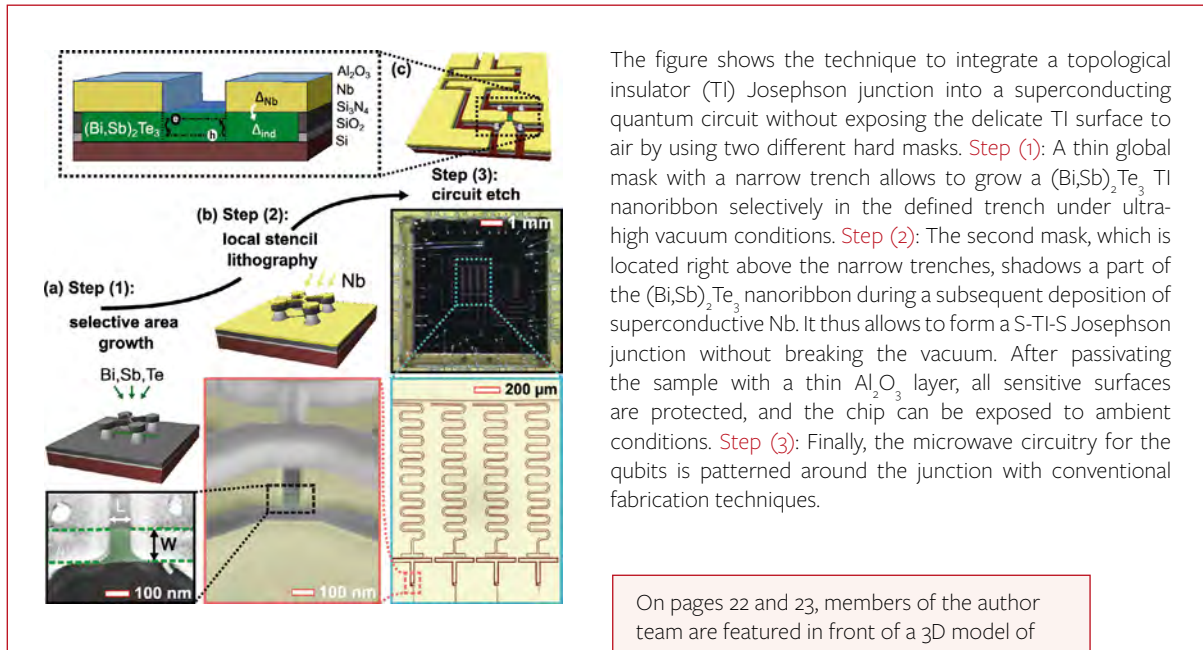 Al₂O₃
Nb
Si₃N₄
SiO₂
Si
Δ_Nb
Δ_ind
(Bi,Sb)₂Te₃
e
h
(c)
Step (3):
circuit etch
(b) Step (2):
local stencil
lithography
Nb
1 mm
(a) Step (1):
selective area
growth
Bi,Sb,Te
200 µm
L
W
100 nm
100 nm
The figure shows the technique to integrate a topological
insulator (TI) Josephson junction into a superconducting
quantum circuit without exposing the delicate TI surface to
air by using two different hard masks. Step (1): A thin global
mask with a narrow trench allows to grow a (Bi,Sb)₂Te₃ TI
nanoribbon selectively in the defined trench under ultra-
high vacuum conditions. Step (2): The second mask, which is
located right above the narrow trenches, shadows a part of
the (Bi,Sb)₂Te₃ nanoribbon during a subsequent deposition of
superconductive Nb. It thus allows to form a S-TI-S Josephson
junction without breaking the vacuum. After passivating
the sample with a thin Al₂O₃ layer, all sensitive surfaces
are protected, and the chip can be exposed to ambient
conditions. Step (3): Finally, the microwave circuitry for the
qubits is patterned around the junction with conventional
fabrication techniques.
On pages 22 and 23, members of the author
team are featured in front of a 3D model of